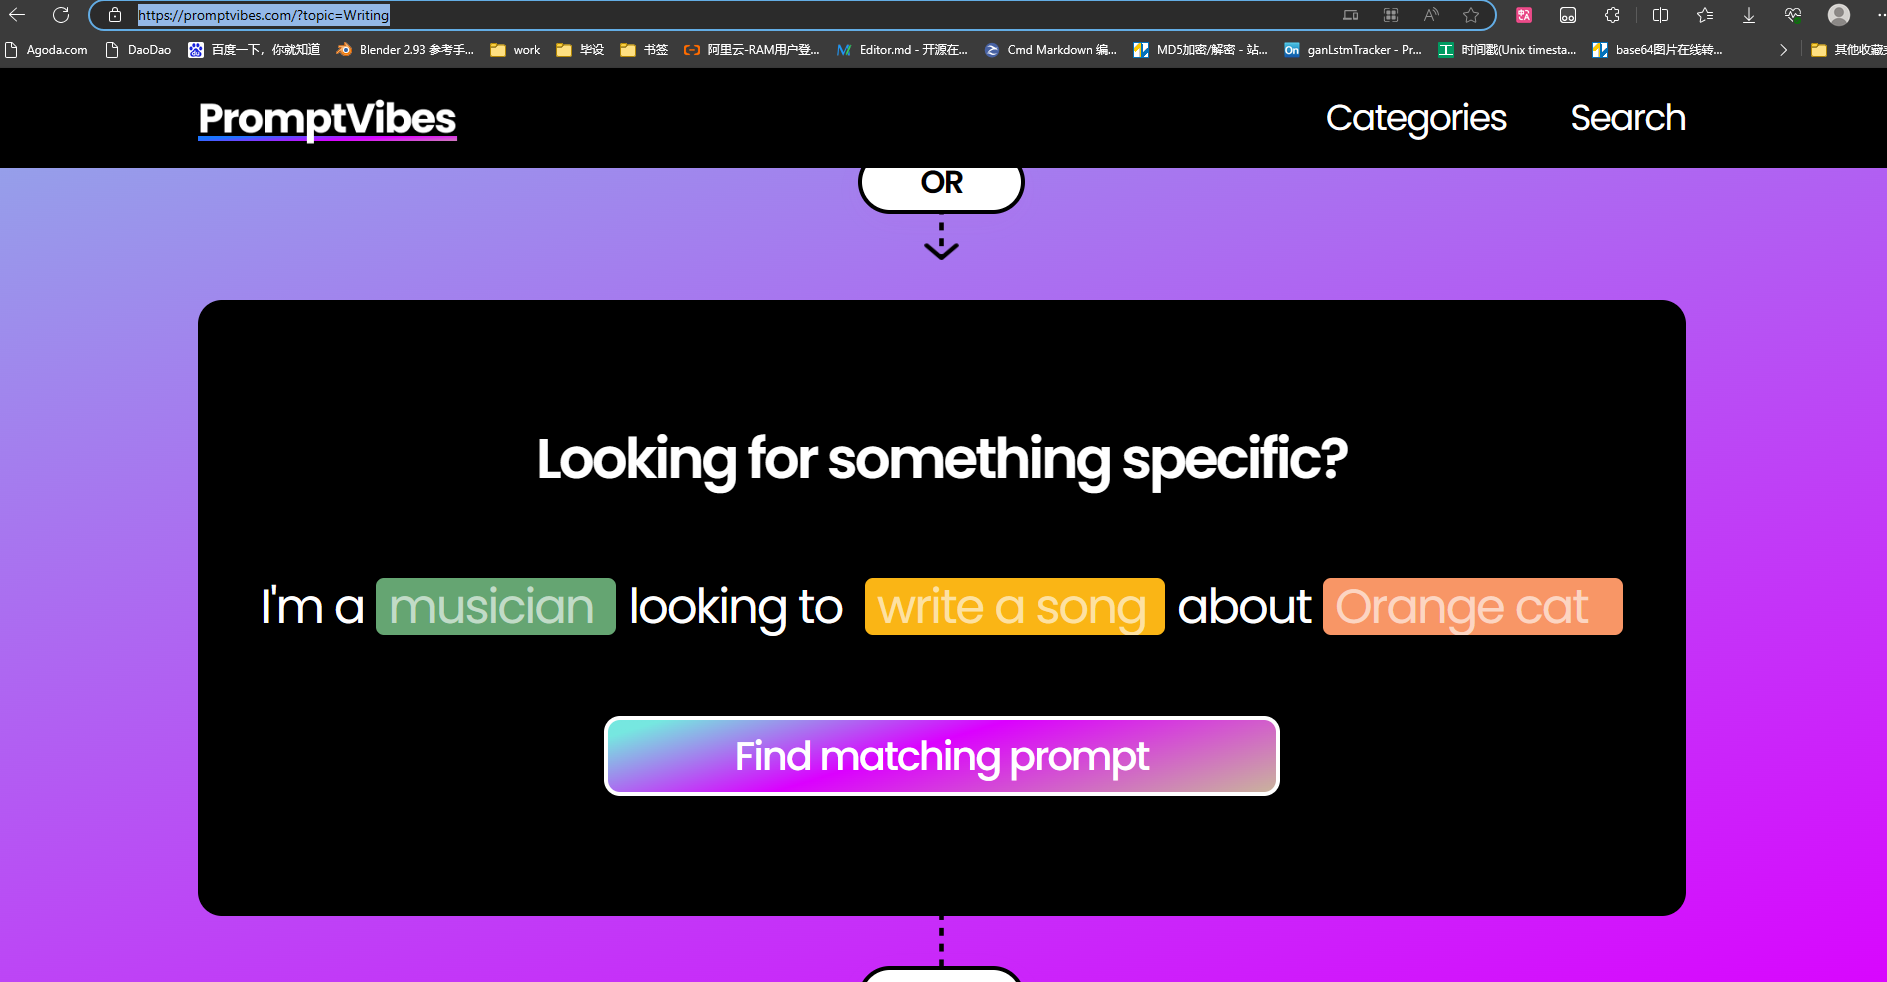 https://promptvibes.com/?topic=Writing
Agoda.com DaoDao 百度一下，你就知道 Blender 2.93 参考手... work 毕设 书签 阿里云-RAM用户登... Editor.md - 开源在... Cmd Markdown 编... MD5加密/解密 - 站... ganLstmTracker - Pr... 时间戳(Unix timesta... base64图片在线转... 其他收藏
PromptVibes Categories Search
OR
Looking for something specific?
I'm a musician looking to write a song about Orange cat
Find matching prompt